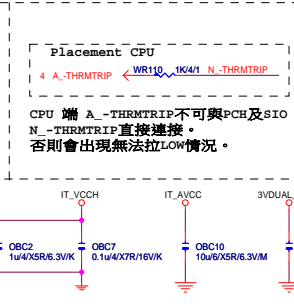 Placement CPU
4 A_-THRMTRIP WR110 1K/4/1 N_-THRMTRIP
CPU 端 A_-THRMTRIP不可與PCH及SIO
N_-THRMTRIP直接連接。
否則會出現無法拉LOW情況。
IT_VCCH IT_AVCC 3VDUAL_
OBC2 OBC7 OBC10
1u/4/X5R/6.3V/K 0.1u/4/X7R/16V/K 10u/6/X5R/6.3V/M